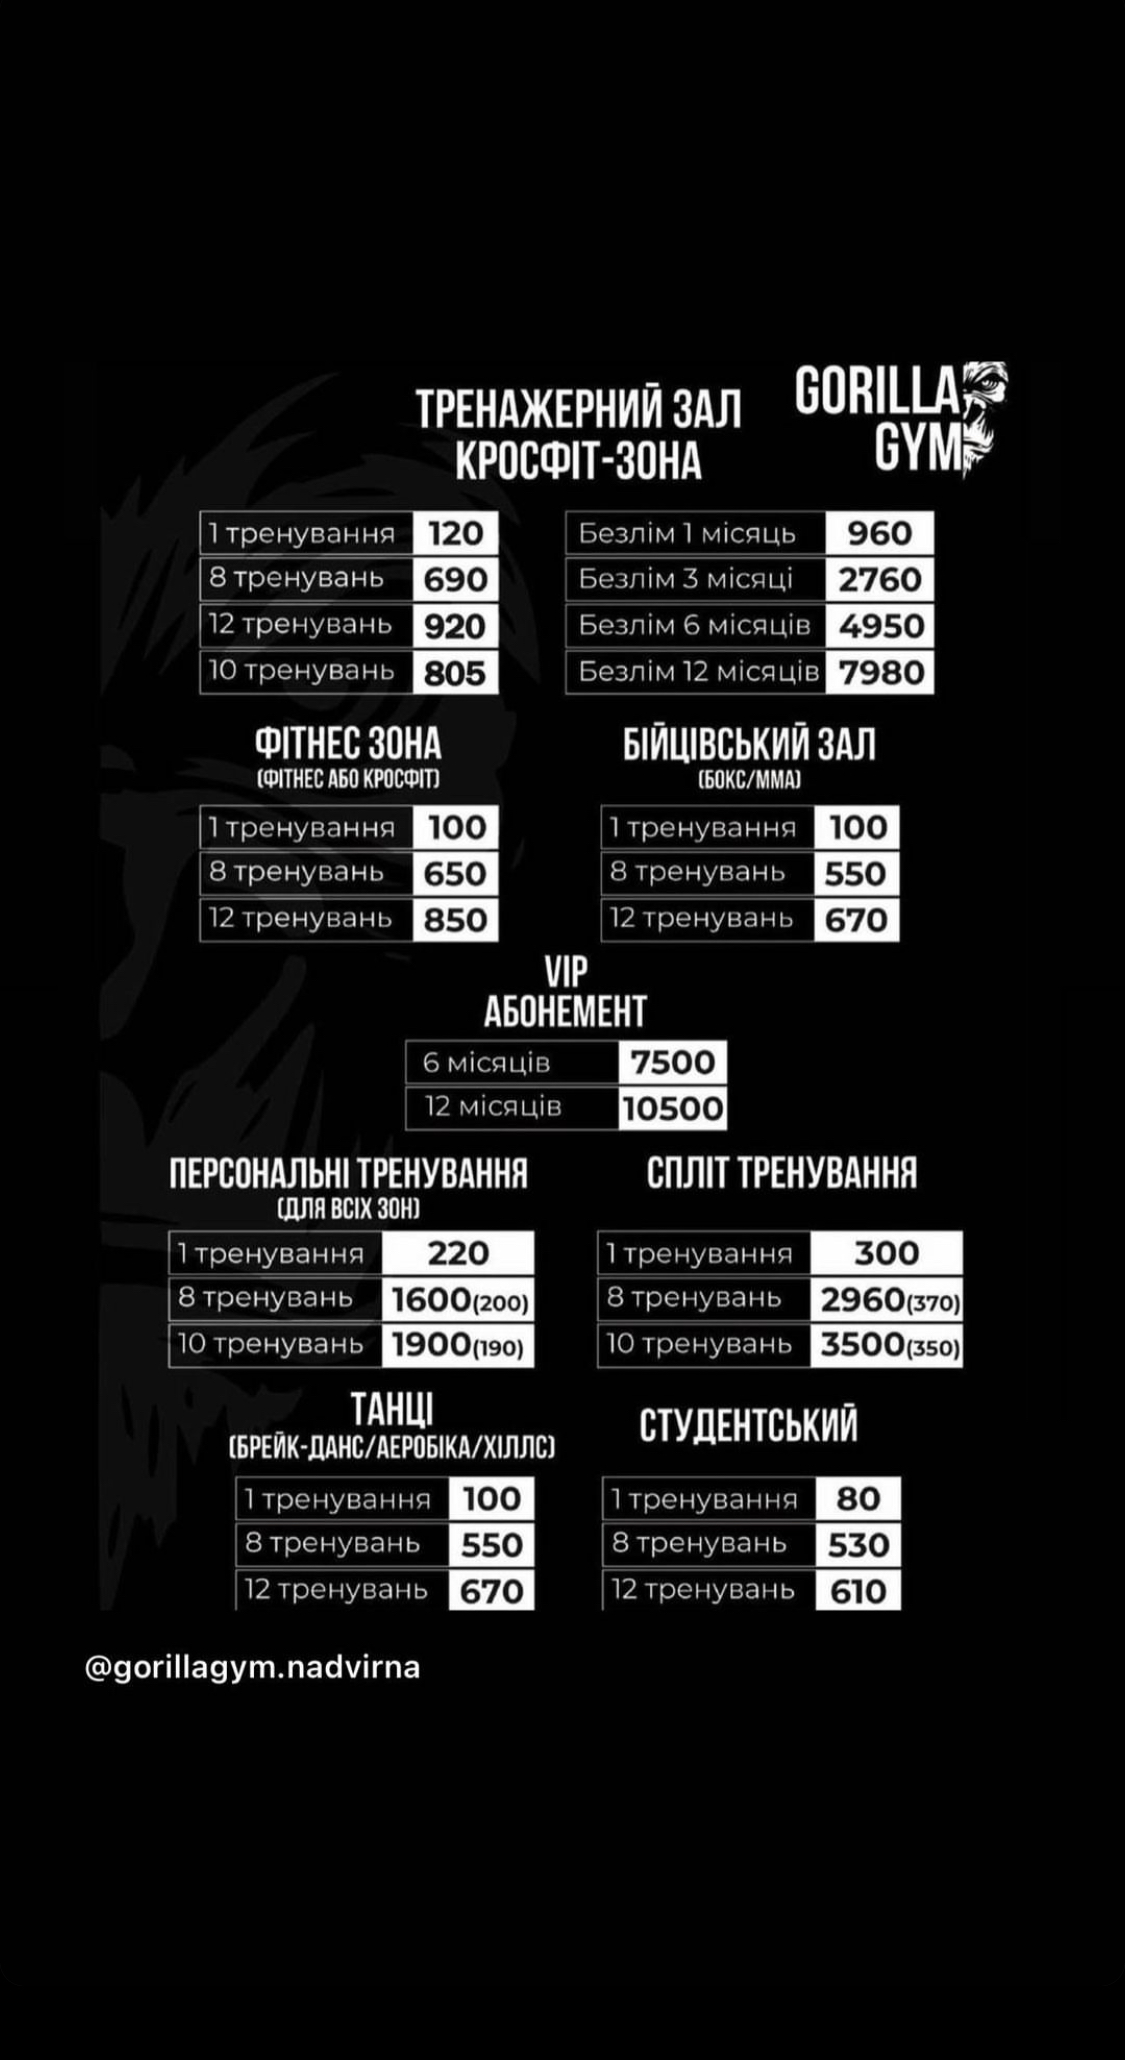 ТРЕНАЖЕРНИЙ ЗАЛ
КРОСФІТ-ЗОНА
GORILLA
GYM
1 тренування 120
8 тренувань 690
12 тренувань 920
10 тренувань 805
Безлім 1 місяць 960
Безлім 3 місяці 2760
Безлім 6 місяців 4950
Безлім 12 місяців 7980
ФІТНЕС ЗОНА
(ФІТНЕС АБО КРОСФІТ)
1 тренування 100
8 тренувань 650
12 тренувань 850
БІЙЦІВСЬКИЙ ЗАЛ
(БОКС/ММА)
1 тренування 100
8 тренувань 550
12 тренувань 670
VIP
АБОНЕМЕНТ
6 місяців 7500
12 місяців 10500
ПЕРСОНАЛЬНІ ТРЕНУВАННЯ
(ДЛЯ ВСІХ ЗОН)
1 тренування 220
8 тренувань 1600(200)
10 тренувань 1900(190)
СПЛІТ ТРЕНУВАННЯ
1 тренування 300
8 тренувань 2960(370)
10 тренувань 3500(350)
ТАНЦІ
(БРЕЙК-ДАНС/АЕРОБІКА/ХІЛЛС)
1 тренування 100
8 тренувань 550
12 тренувань 670
СТУДЕНТСЬКИЙ
1 тренування 80
8 тренувань 530
12 тренувань 610
@gorillagym.nadvirna